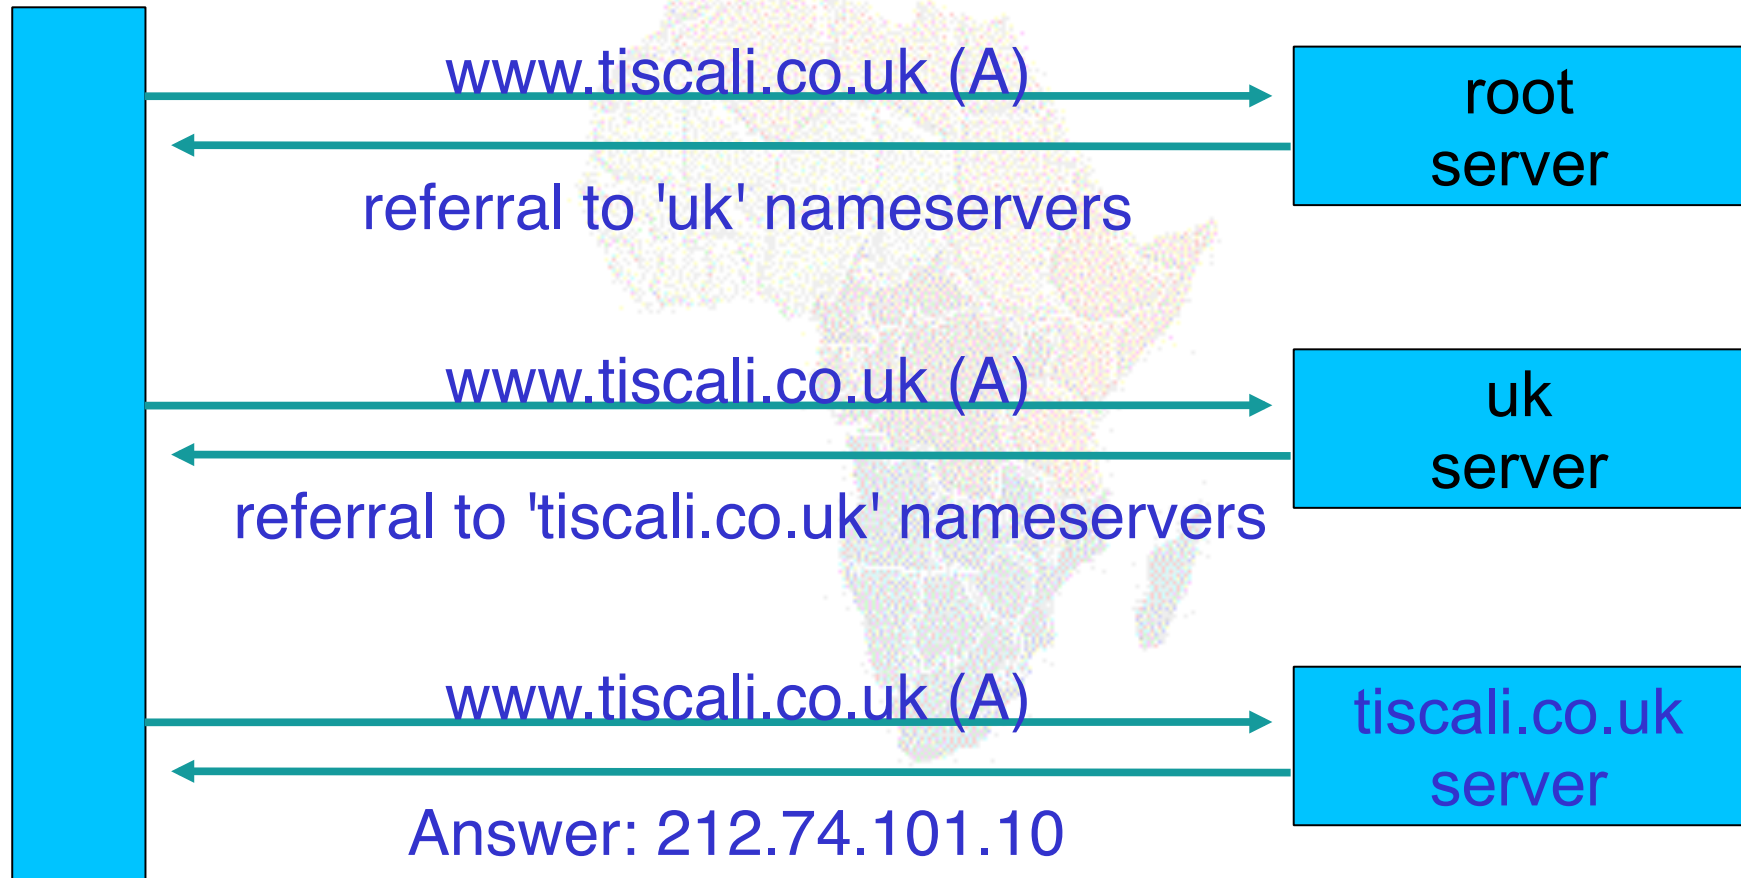 www.tiscali.co.uk (A)
root
server
referral to 'uk' nameservers
www.tiscali.co.uk (A)
uk
server
referral to 'tiscali.co.uk' nameservers
www.tiscali.co.uk (A)
tiscali.co.uk
server
Answer: 212.74.101.10